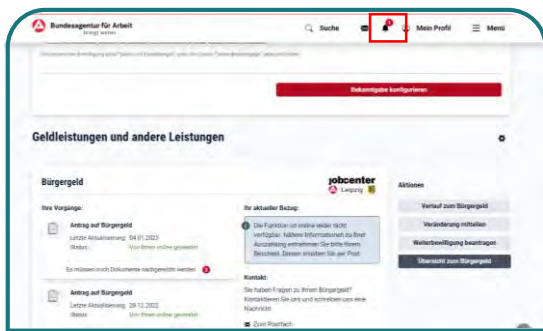 Bundesagentur für Arbeit
bringt weiter.
Suche
Mein Profil
Menü
Bekanntgabe konfigurieren
Geldleistungen und andere Leistungen
Bürgergeld
jobcenter
Leipzig
Ihre Vorgänge:
Antrag auf Bürgergeld
Letzte Aktualisierung: 04.01.2023
Status: Von Ihnen online gesendet
Es müssen noch Dokumente nachgereicht werden
Antrag auf Bürgergeld
Letzte Aktualisierung: 29.12.2022
Status: Von Ihnen online gesendet
Ihr aktueller Bezug:
Die Funktion ist online leider nicht
verfügbar. Nähere Informationen zu Ihrer
Auszahlung entnehmen Sie bitte Ihrem
Bescheid. Diesen erhalten Sie per Post.
Kontakt:
Sie haben Fragen zu Ihrem Bürgergeld?
Kontaktieren Sie uns und schreiben uns eine
Nachricht.
Zum Postfach
Aktionen
Verlauf zum Bürgergeld
Veränderung mitteilen
Weiterbewilligung beantragen
Übersicht zum Bürgergeld